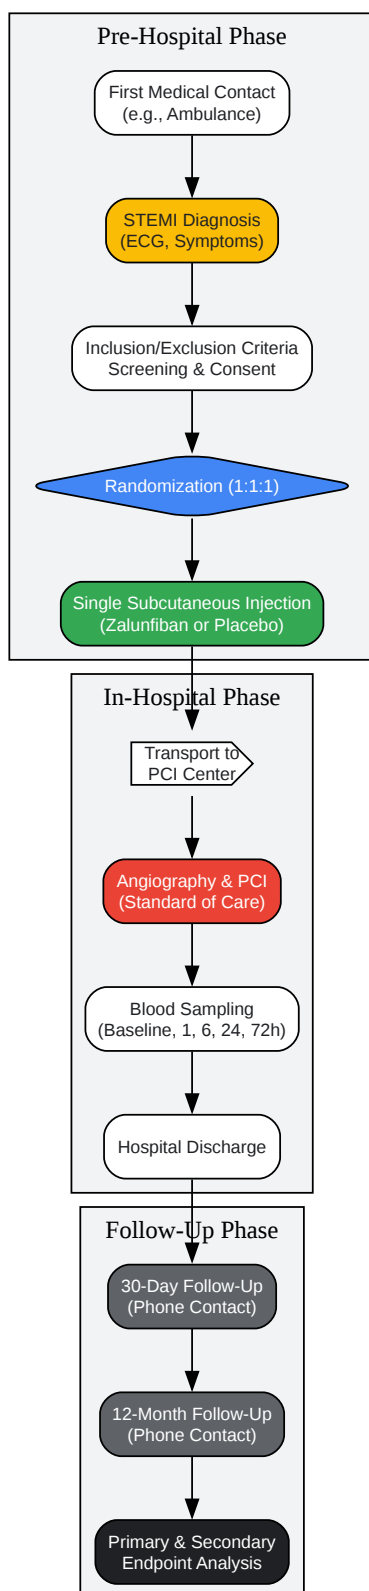 Pre-Hospital Phase
First Medical Contact
(e.g., Ambulance)
STEMI Diagnosis
(ECG, Symptoms)
Inclusion/Exclusion Criteria
Screening & Consent
Randomization (1:1:1)
Single Subcutaneous Injection
(Zalunfiban or Placebo)
In-Hospital Phase
Transport to
PCI Center
Angiography & PCI
(Standard of Care)
Blood Sampling
(Baseline, 1, 6, 24, 72h)
Hospital Discharge
Follow-Up Phase
30-Day Follow-Up
(Phone Contact)
12-Month Follow-Up
(Phone Contact)
Primary & Secondary
Endpoint Analysis